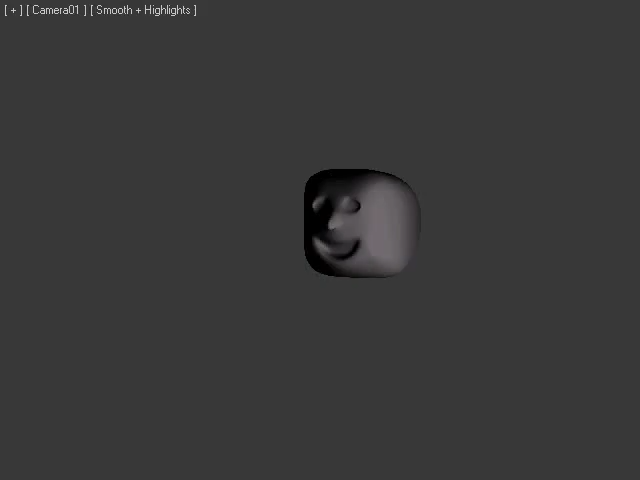 [ + ] [ Camera01 ] [ Smooth + Highlights ]